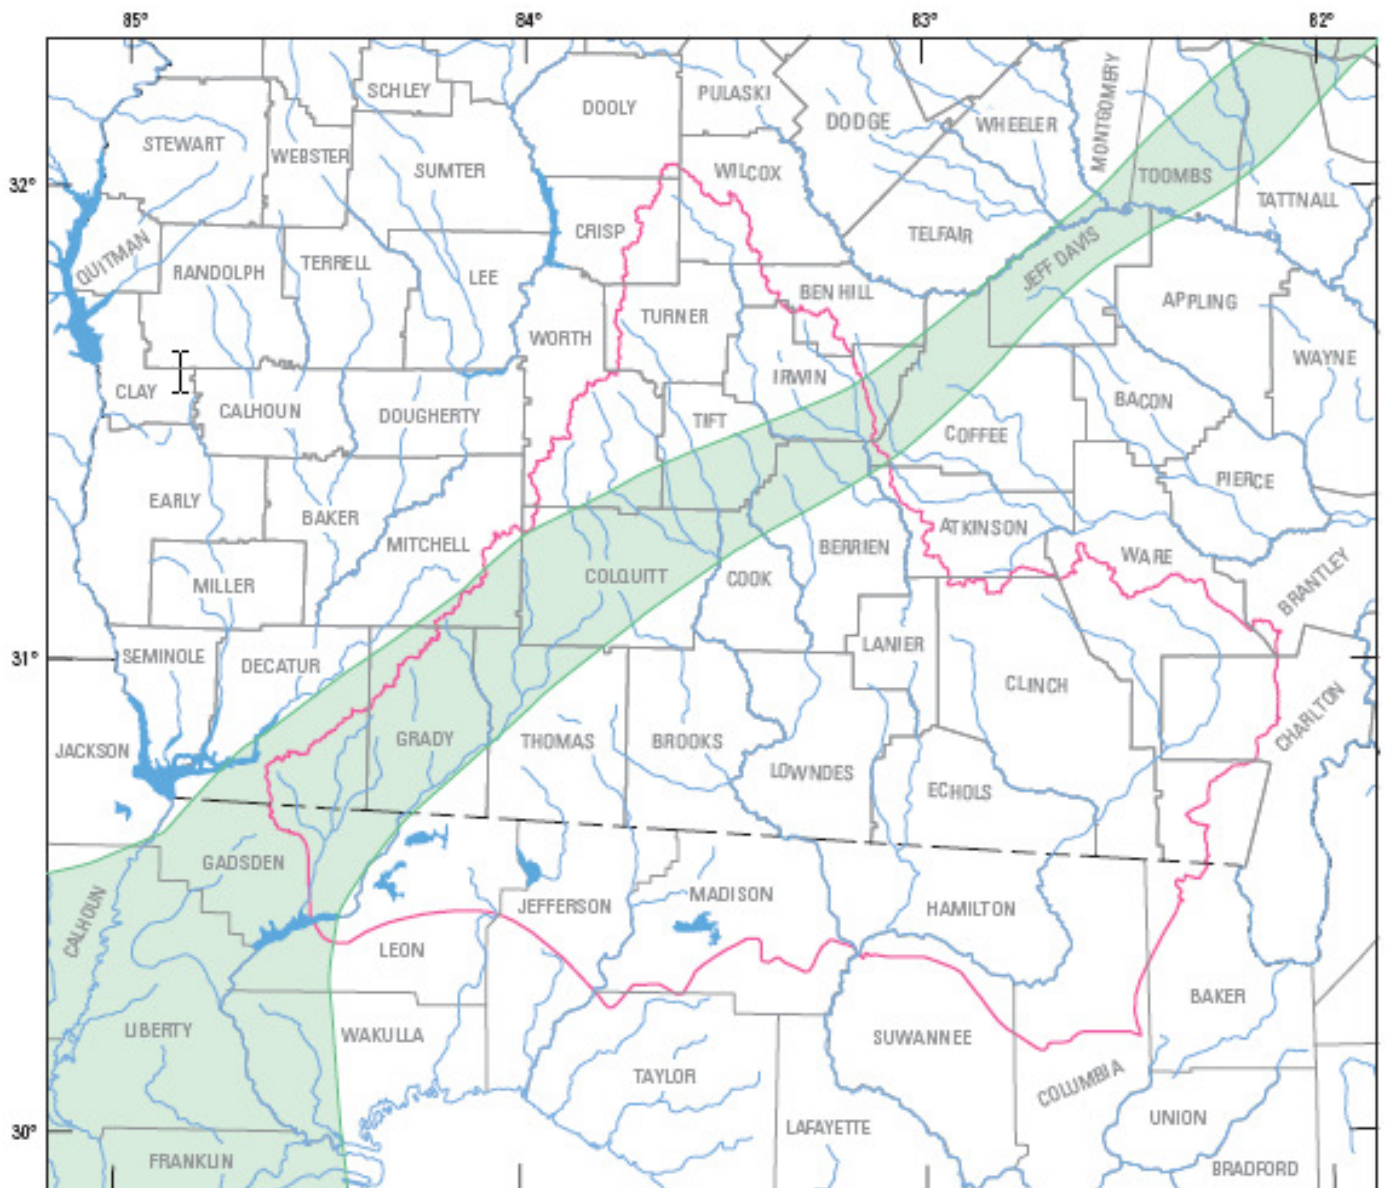 85°
84°
83°
82°
SCHLEY
DOOLY
PULASKI
DODGE
WHEELER
MONTGOMERY
STEWART
WEBSTER
SUMTER
WILCOX
TOOMBS
TATTNALL
32°
QUITMAN
RANDOLPH
TERRELL
LEE
CRISP
TELFAIR
JEFF DAVIS
BEN HILL
APPLING
WORTH
TURNER
IRWIN
WAYNE
CLAY
CALHOUN
DOUGHERTY
TIFT
COFFEE
BACON
EARLY
BAKER
MITCHELL
PIERCE
ATKINSON
BERRIEN
WARE
MILLER
COLQUITT
COOK
BRANTLEY
LANIER
31°
SEMINOLE
DECATUR
CLINCH
JACKSON
GRADY
THOMAS
BROOKS
LOWNDES
ECHOLS
CHARLTON
GADSDEN
CALHOUN
JEFFERSON
MADISON
HAMILTON
LEON
BAKER
LIBERTY
WAKULLA
SUWANNEE
TAYLOR
COLUMBIA
30°
LAFAYETTE
UNION
FRANKLIN
BRADFORD